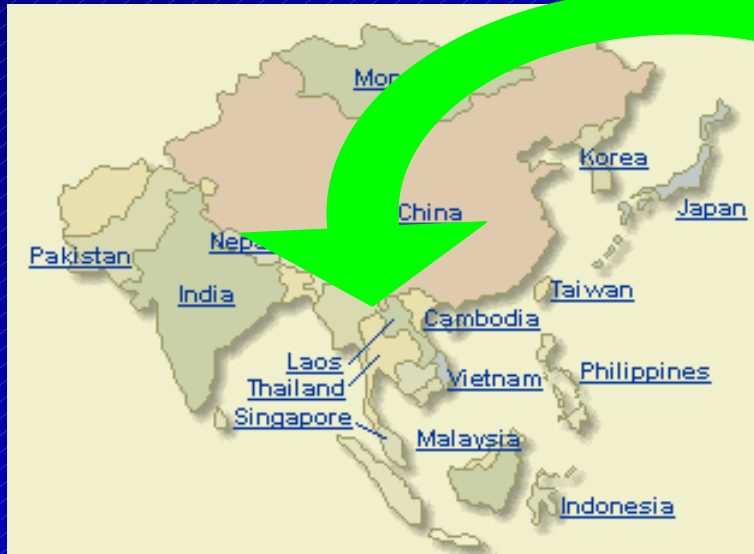 Korea
China
Japan
Pakistan
India
Taiwan
Cambodia
Laos
Thailand
Vietnam
Philippines
Singapore
Malaysia
Indonesia